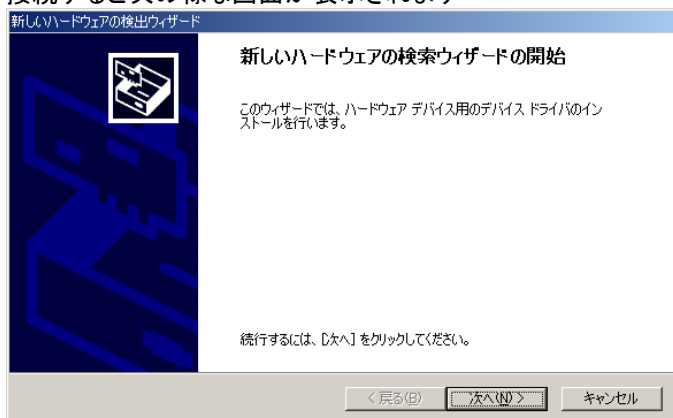 接続すると次の様な画面が表示されます
新しいハードウェアの検出ウィザード
新しいハードウェアの検索ウィザードの開始
このウィザードでは、ハードウェア デバイス用のデバイス ドライバのイン
ストールを行います。
続行するには、[次へ] をクリックしてください。
< 戻る(B)
次へ(N) >
キャンセル